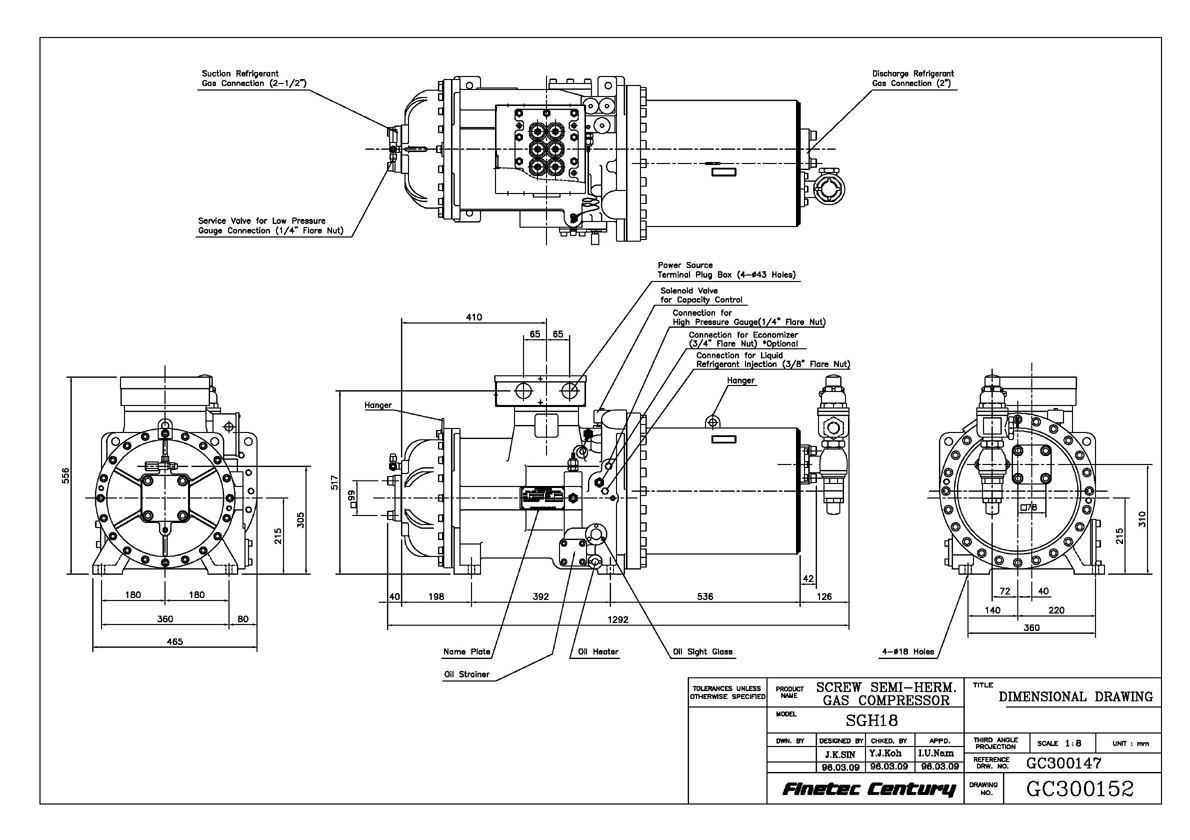 Suction Refrigerant
Gas Connection (2-1/2")
Discharge Refrigerant
Gas Connection (2")
Service Valve for Low Pressure
Gauge Connection (1/4" Flare Nut)
Power Source
Terminal Plug Box (4-ø43 Holes)
Solenoid Valve
for Capacity Control
Connection for
High Pressure Gauge(1/4" Flare Nut)
Connection for Economizer
(3/4" Flare Nut) *Optional
Connection for Liquid
Refrigerant Injection (3/8" Flare Nut)
Hanger
Hanger
410
65 65
556
305
215
180 180
360 80
465
517
□99
42
40 198 392 536 126
1292
Name Plate
Oil Strainer
Oil Heater
Oil Sight Glass
□78
310
215
72 40
140 220
360
4-ø18 Holes
TOLERANCES UNLESS
OTHERWISE SPECIFIED
PRODUCT
NAME
SCREW SEMI-HERM.
GAS COMPRESSOR
MODEL
SGH18
DWN. BY DESIGNED BY CHKED. BY APP'D.
J.K.SIN Y.J.Koh I.U.Nam
96.03.09 96.03.09 96.03.09
Finetec Century
TITLE
DIMENSIONAL DRAWING
THIRD ANGLE
PROJECTION
SCALE 1:8
UNIT : mm
REFERENCE
DRW. NO.
GC300147
DRAWING
NO.
GC300152